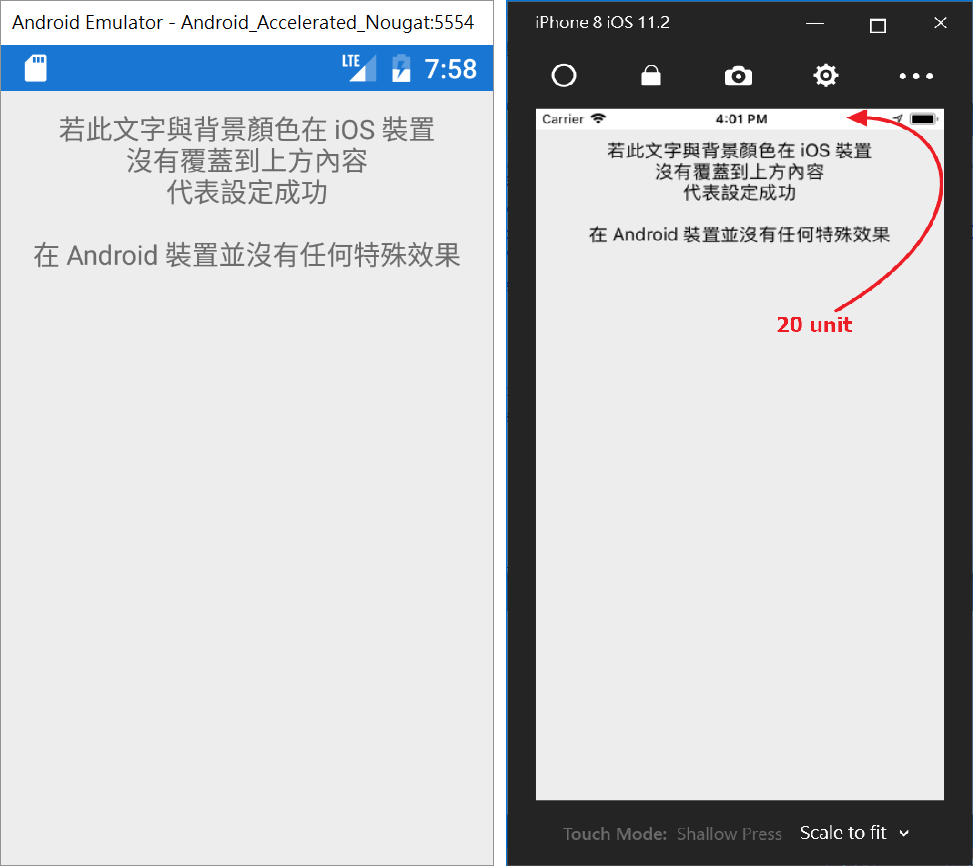 Android Emulator - Android_Accelerated_Nougat:5554
LTE
7:58
若此文字與背景顏色在 iOS 裝置
沒有覆蓋到上方內容
代表設定成功
在 Android 裝置並沒有任何特殊效果
iPhone 8 iOS 11.2
Carrier
4:01 PM
若此文字與背景顏色在 iOS 裝置
沒有覆蓋到上方內容
代表設定成功
在 Android 裝置並沒有任何特殊效果
20 unit
Touch Mode: Shallow Press Scale to fit